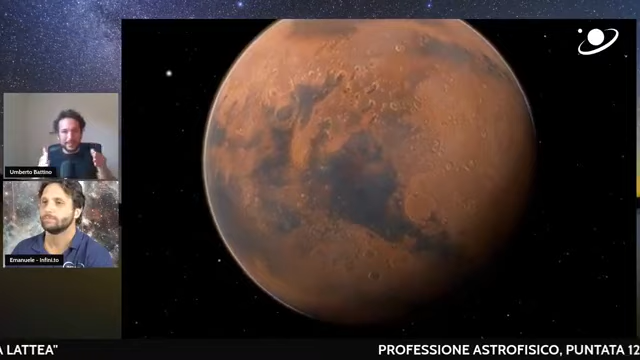 Umberto Battino
Emanuele - Infini.to
A LATTEA"
PROFESSIONE ASTROFISICO, PUNTATA 12